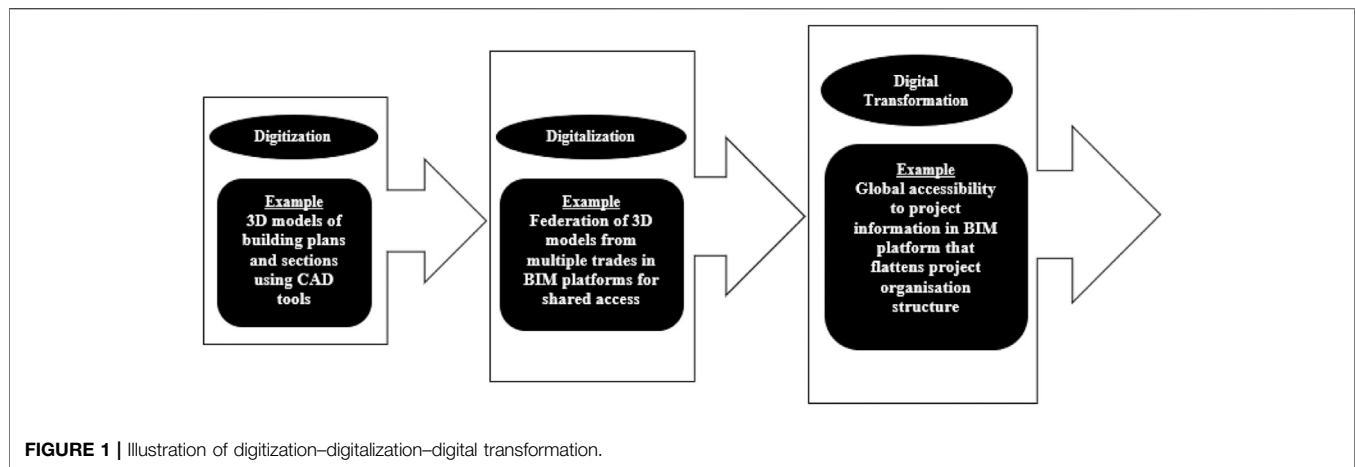 Digitization
Example
3D models of
building plans
and sections
using CAD
tools
Digitalization
Example
Federation of 3D
models from
multiple trades in
BIM platforms for
shared access
Digital
Transformation
Example
Global accessibility
to project
information in BIM
platform that
flattens project
organisation
structure
FIGURE 1 | Illustration of digitization–digitalization–digital transformation.